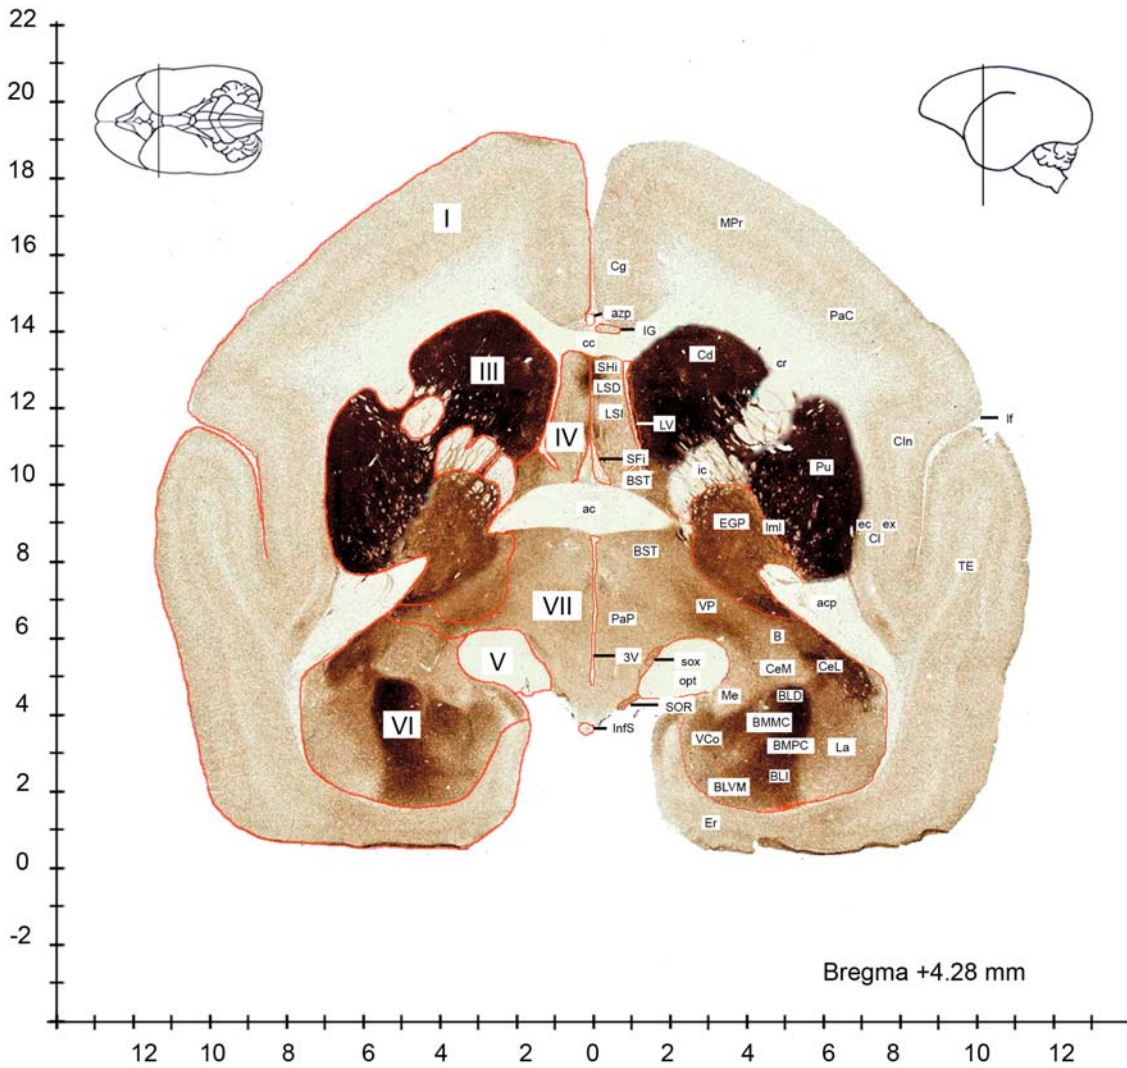 22
20
18
16
14
12
10
8
6
4
2
0
-2
I
MPr
Cg
azp
PaC
IG
cc
Cd
SHi
cr
III
LSD
LSI
lf
LV
IV
Cln
SFi
Pu
ic
BST
ac
EGP
lml
ec
ex
Cl
BST
TE
acp
VII
VP
PaP
B
V
3V
sox
CeM
CeL
opt
Me
BLD
SOR
VI
BMMC
InfS
VCo
BMPC
La
BLI
BLVM
Er
Bregma +4.28 mm
12 10 8 6 4 2 0 2 4 6 8 10 12